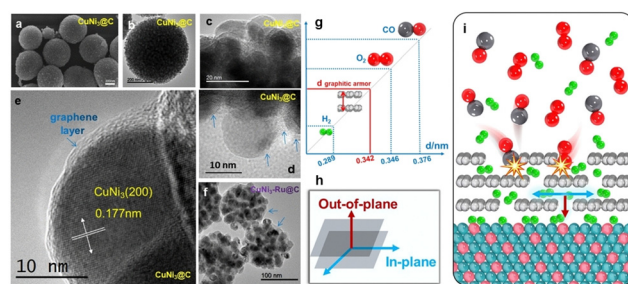 a
CuNi₃@C
b
CuNi₃@C
200 nm
c
CuNi₃@C
20 nm
CuNi₃@C
10 nm
d
e
graphene
layer
CuNi₃(200)
0.177nm
10 nm
CuNi₃@C
f
CuNi₃-Ru@C
100 nm
g
CO
O₂
d graphitic armor
H₂
d/nm
0.289
0.342
0.346
0.376
h
Out-of-plane
In-plane
i